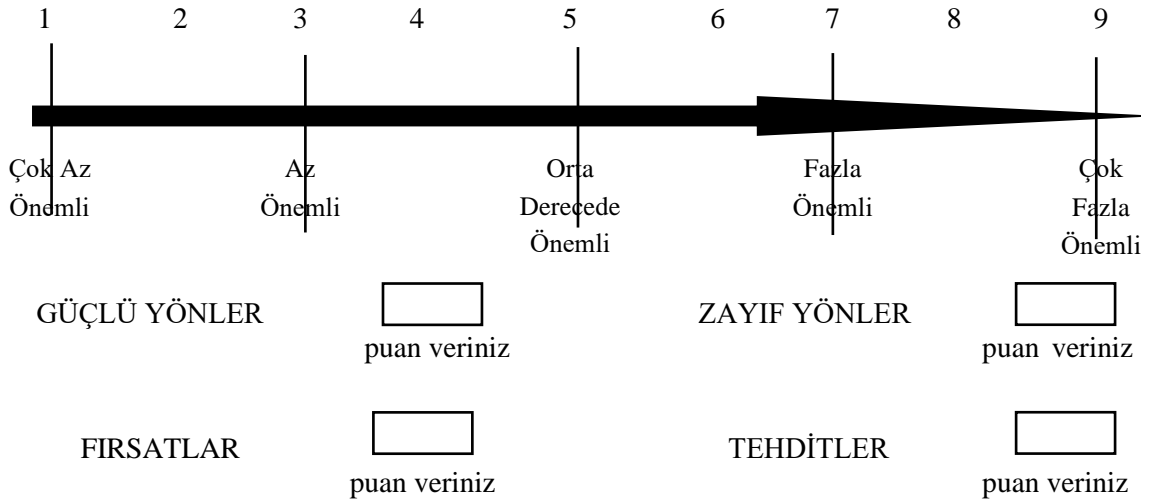 1 2 3 4 5 6 7 8 9
Çok Az Az Orta Fazla Çok
Önemli Önemli Derecede Önemli Fazla
Önemli Önemli
GÜÇLÜ YÖNLER ZAYIF YÖNLER
puan veriniz puan veriniz
FIRSATLAR TEHDİTLER
puan veriniz puan veriniz